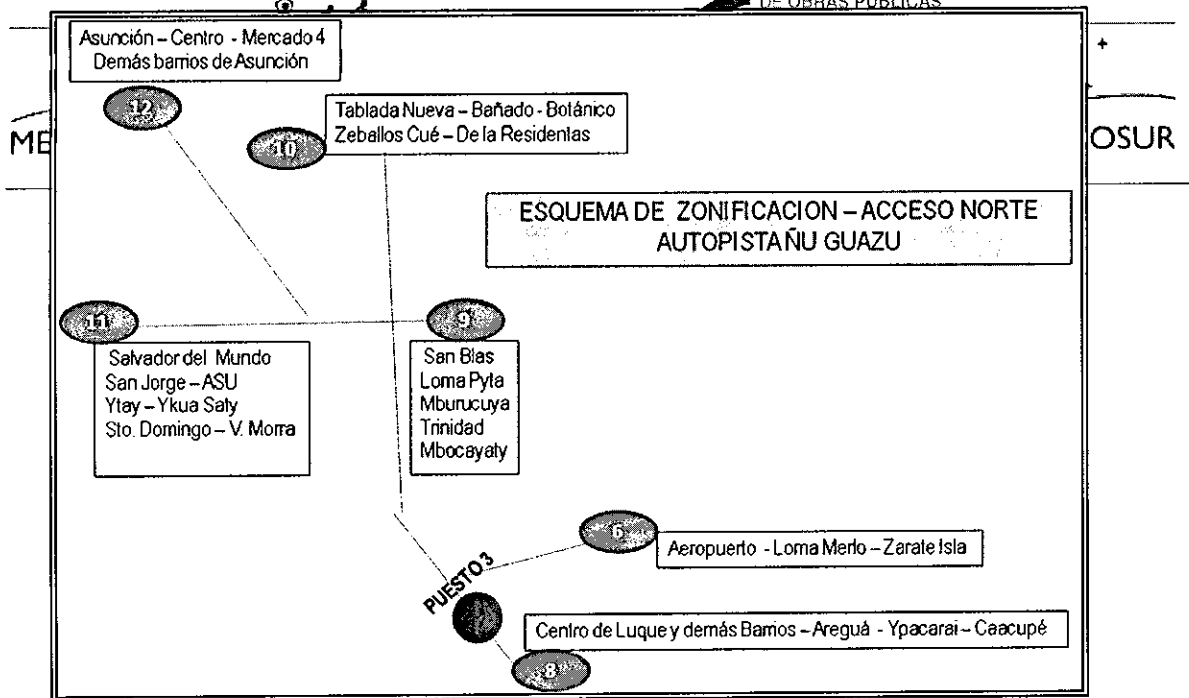 DE OBRAS PUBLICAS
Asunción – Centro - Mercado 4
Demás barrios de Asunción
12
Tablada Nueva – Bañado - Botánico
Zeballos Cué – De la Residentas
10
ME
OSUR
ESQUEMA DE ZONIFICACION – ACCESO NORTE
AUTOPISTA ÑU GUAZU
11
9
Salvador del Mundo
San Jorge – ASU
Ytay – Ykua Saty
Sto. Domingo – V. Morra
San Blas
Loma Pyta
Mburucuya
Trinidad
Mbocayaty
6
Aeropuerto - Loma Merlo – Zarate Isla
PUESTO 3
Centro de Luque y demás Barrios – Areguá - Ypacarai – Caacupé
8